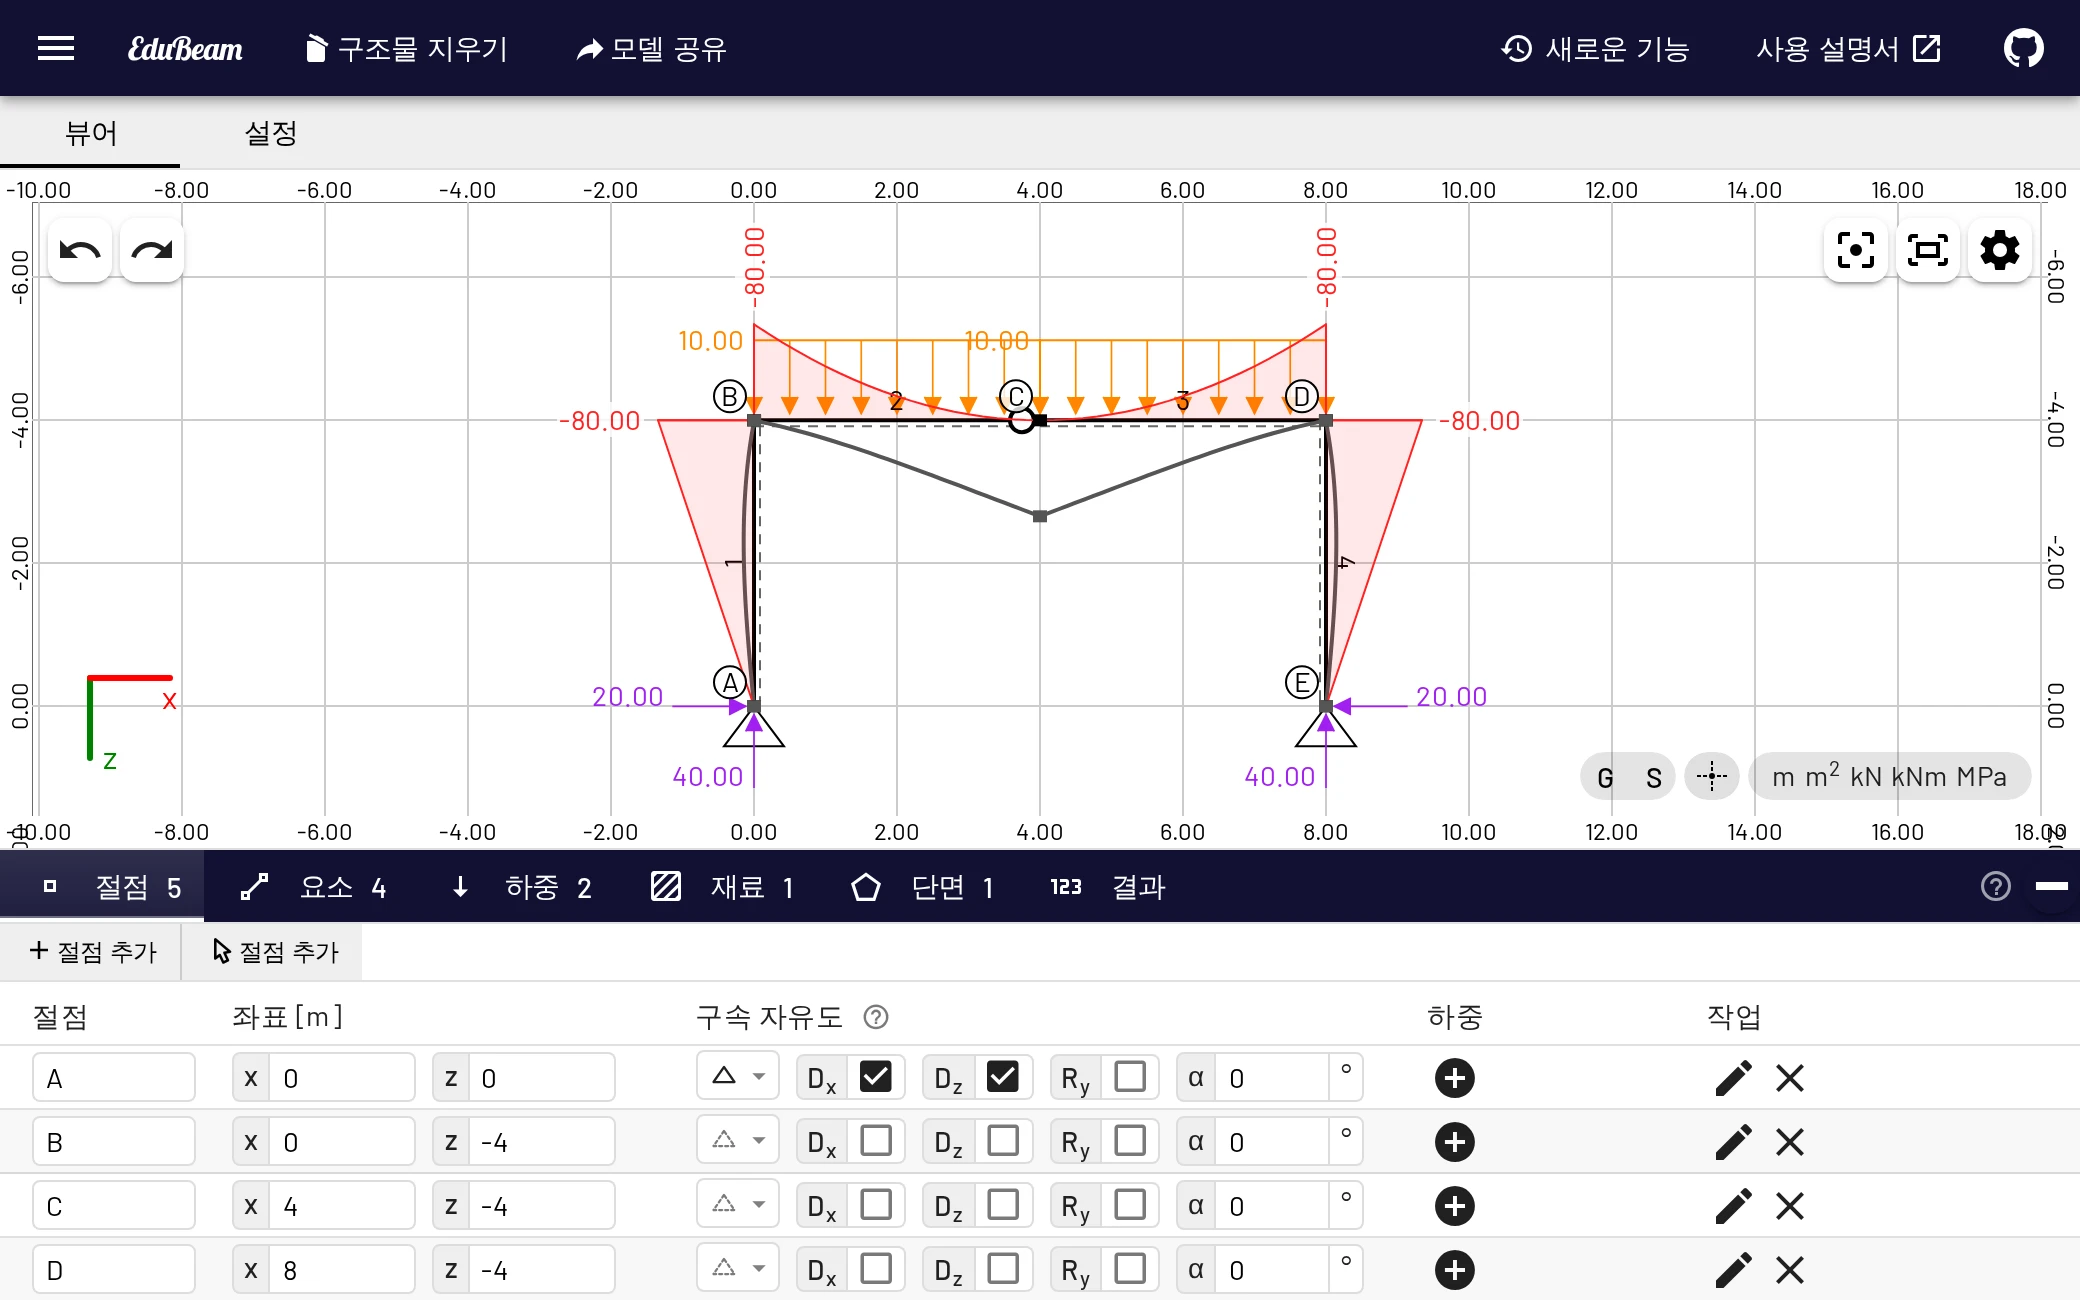 EduBeam 구조물 지우기 모델 공유 새로운 기능 사용 설명서
뷰어 설정
-10.00 -8.00 -6.00 -4.00 -2.00 0.00 2.00 4.00 6.00 8.00 10.00 12.00 14.00 16.00 18.00
-6.00 -80.00 -80.00 -6.00
10.00 10.00
B 2 C 3 D
-4.00 -80.00 -80.00 -4.00
-2.00 1 4 -2.00
A E
0.00 20.00 20.00 0.00
x
z
40.00 40.00 G S m m² kN kNm MPa
-10.00 -8.00 -6.00 -4.00 -2.00 0.00 2.00 4.00 6.00 8.00 10.00 12.00 14.00 16.00 18.00
절점 5 요소 4 하중 2 재료 1 단면 1 123 결과
절점 추가 절점 추가
절점 좌표 [m] 구속 자유도 하중 작업
A x 0 z 0 Dx Dz Ry α 0 °
B x 0 z -4 Dx Dz Ry α 0 °
C x 4 z -4 Dx Dz Ry α 0 °
D x 8 z -4 Dx Dz Ry α 0 °